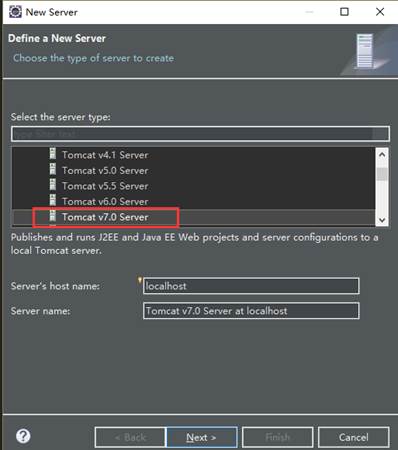 New Server
Define a New Server
Choose the type of server to create
Select the server type:
type filter text
Tomcat v4.1 Server
Tomcat v5.0 Server
Tomcat v5.5 Server
Tomcat v6.0 Server
Tomcat v7.0 Server
Publishes and runs J2EE and Java EE Web projects and server configurations to a
local Tomcat server.
Server's host name: localhost
Server name: Tomcat v7.0 Server at localhost
? < Back Next > Finish Cancel